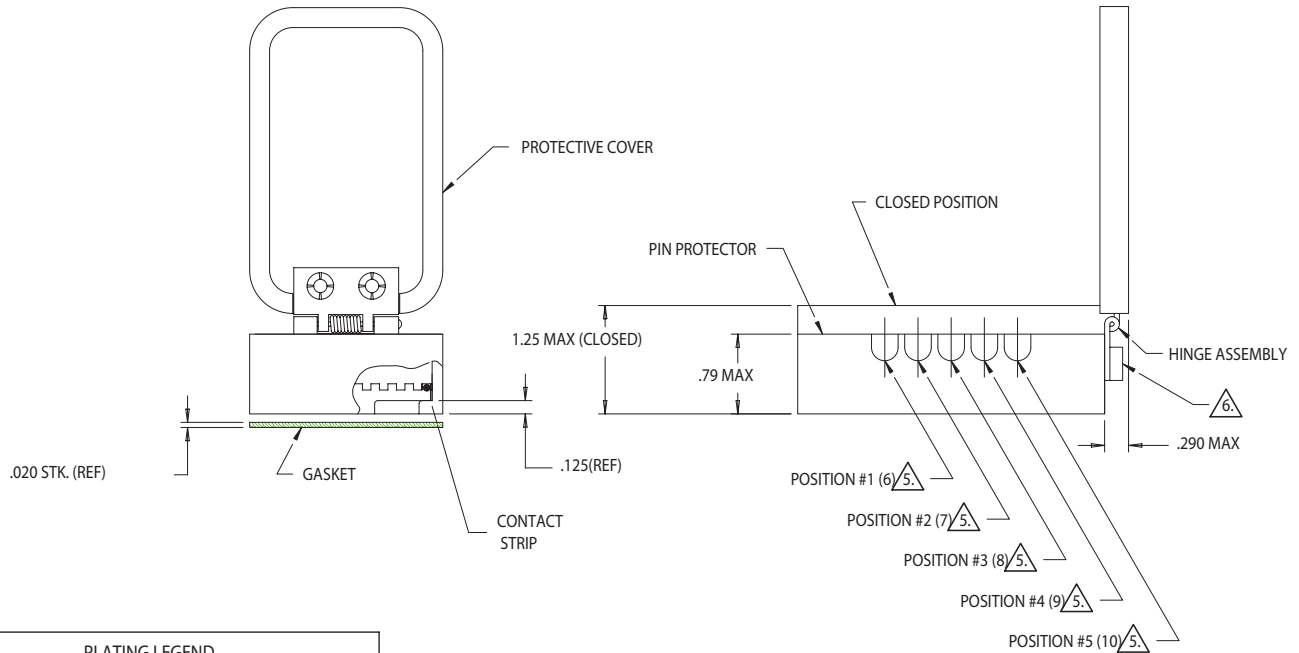 PROTECTIVE COVER
CLOSED POSITION
PIN PROTECTOR
1.25 MAX (CLOSED)
HINGE ASSEMBLY
.79 MAX
6.
.290 MAX
.020 STK. (REF)
GASKET
.125(REF)
CONTACT
STRIP
POSITION #1 (6) 5.
POSITION #2 (7) 5.
POSITION #3 (8) 5.
POSITION #4 (9) 5.
POSITION #5 (10) 5.
PLATING LEGEND